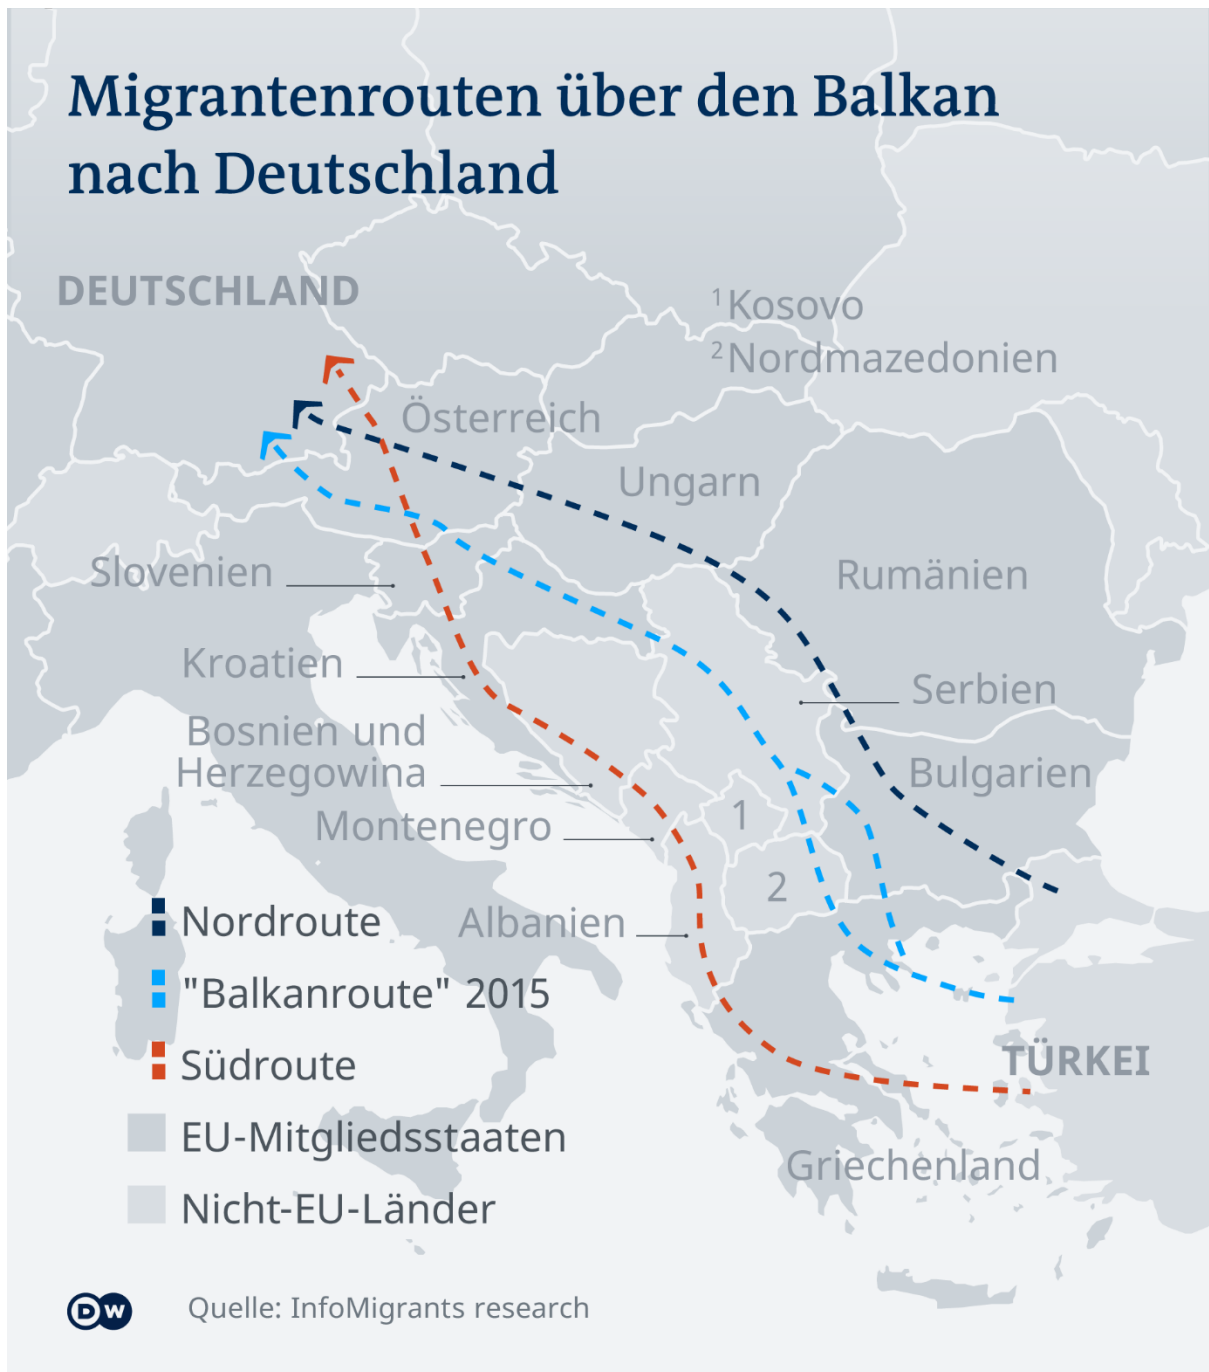 Migrantenrouten über den Balkan
nach Deutschland
DEUTSCHLAND
¹Kosovo
²Nordmazedonien
Österreich
Ungarn
Slovenien
Rumänien
Kroatien
Serbien
Bosnien und
Herzegowina
Bulgarien
Montenegro
1
2
Albanien
Nordroute
"Balkanroute" 2015
Südroute
EU-Mitgliedsstaaten
Nicht-EU-Länder
TÜRKEI
Griechenland
DW
Quelle: InfoMigrants research